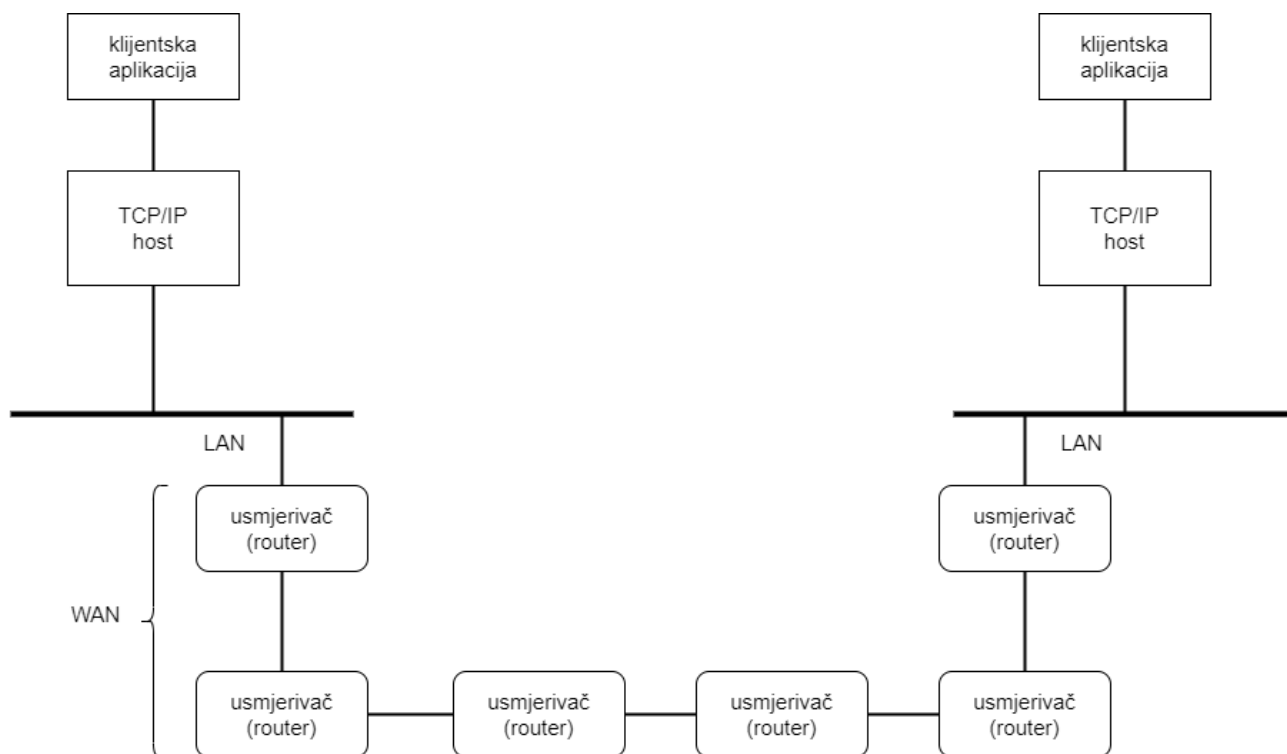 klijentska
aplikacija
klijentska
aplikacija
TCP/IP
host
TCP/IP
host
LAN
LAN
usmjerivač
(router)
usmjerivač
(router)
WAN
usmjerivač
(router)
usmjerivač
(router)
usmjerivač
(router)
usmjerivač
(router)